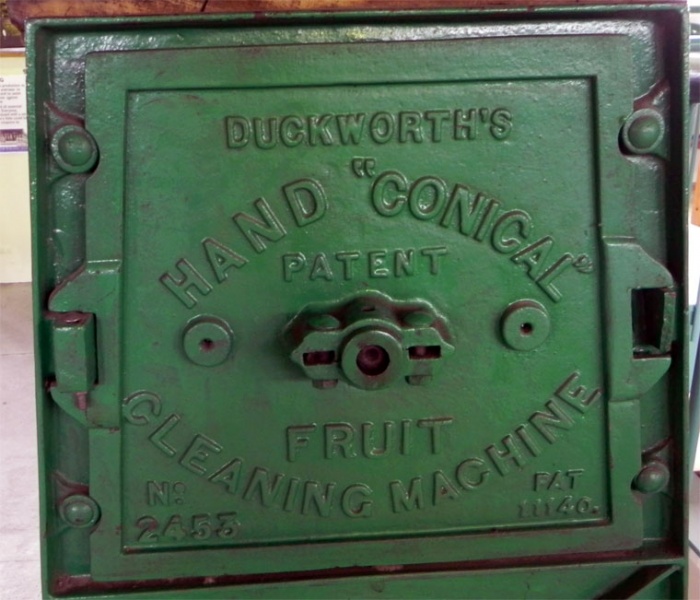 DUCKWORTH'S
HAND "CONICAL"
PATENT
FRUIT
CLEANING MACHINE
No:
2453
PAT
11140.